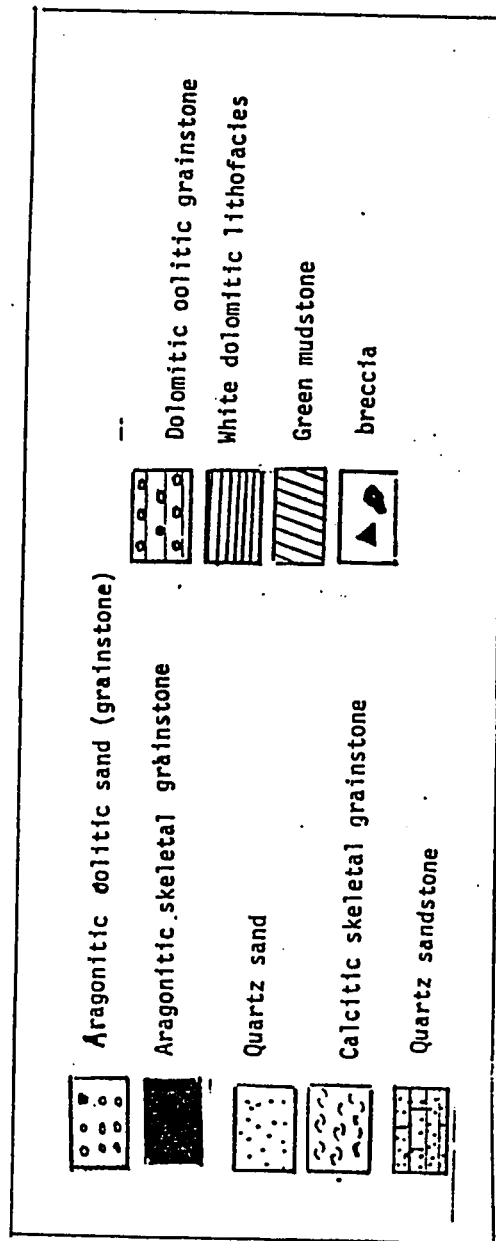 Aragonitic oolitic sand (grainstone)
Aragonitic skeletal grainstone
Quartz sand
Calcitic skeletal grainstone
Quartz sandstone
Dolomitic oolitic grainstone
White dolomitic lithofacies
Green mudstone
breccia